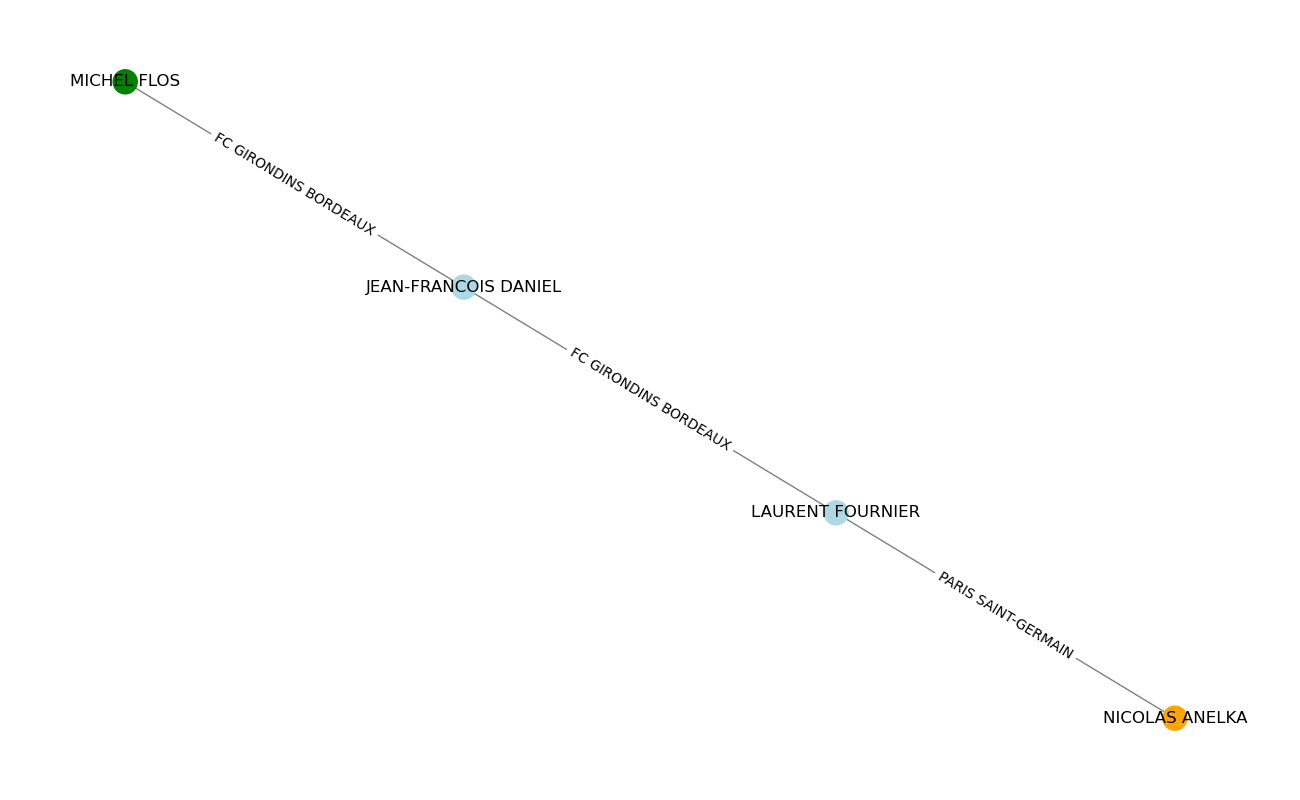 MICHEL FLOS
FC GIRONDINS BORDEAUX
JEAN-FRANCOIS DANIEL
FC GIRONDINS BORDEAUX
LAURENT FOURNIER
PARIS SAINT-GERMAIN
NICOLAS ANELKA